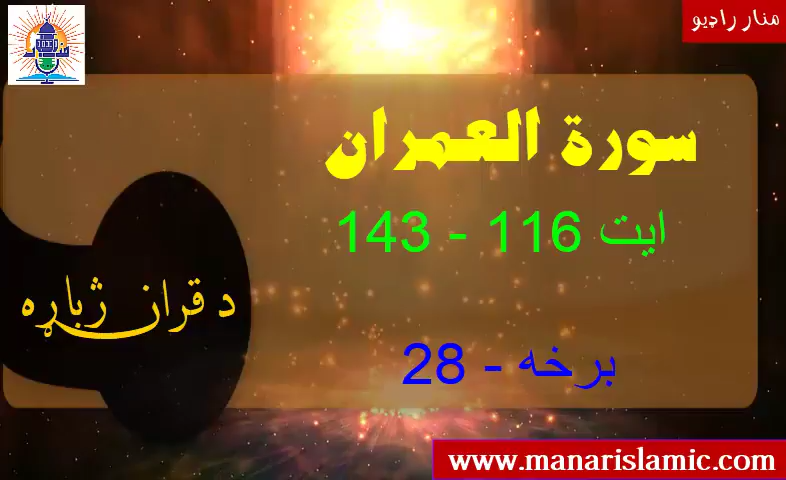 منار راډیو
سورة العمران
ایت 116 - 143
د قران ژباړه
برخه - 28
www.manarislamic.com